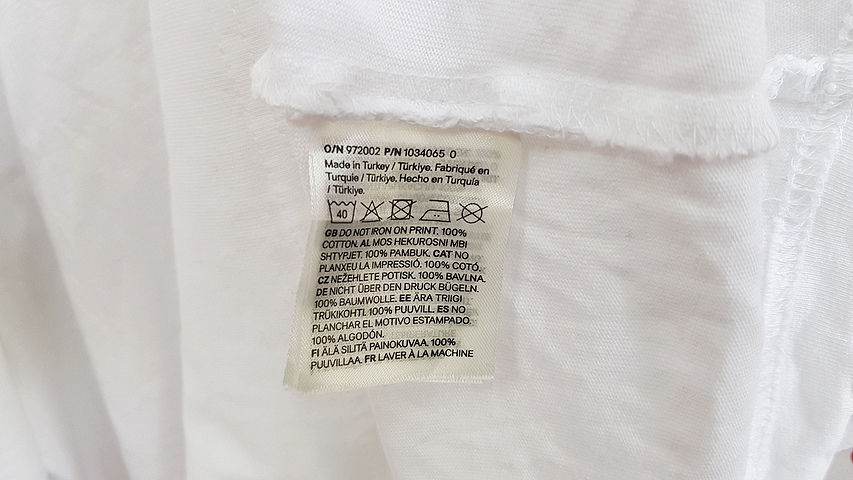 O/N 972002 P/N 1034065 0
Made in Turkey / Türkiye. Fabriqué en
Turquie / Türkiye. Hecho en Turquía
/ Türkiye.
40
GB DO NOT IRON ON PRINT. 100%
COTTON. AL MOS HEKUROSNI MBI
SHTYPJET. 100% PAMBUK. CAT NO
PLANXEU LA IMPRESSIÓ. 100% COTÓ.
CZ NEŽEHLETE POTISK. 100% BAVLNA.
DE NICHT ÜBER DEN DRUCK BÜGELN.
100% BAUMWOLLE. EE ÄRA TRIIGI
TRÜKIKOHTI. 100% PUUVILL. ES NO
PLANCHAR EL MOTIVO ESTAMPADO.
100% ALGODÓN.
FI ÄLÄ SILITÄ PAINOKUVAA. 100%
PUUVILLAA. FR LAVER À LA MACHINE